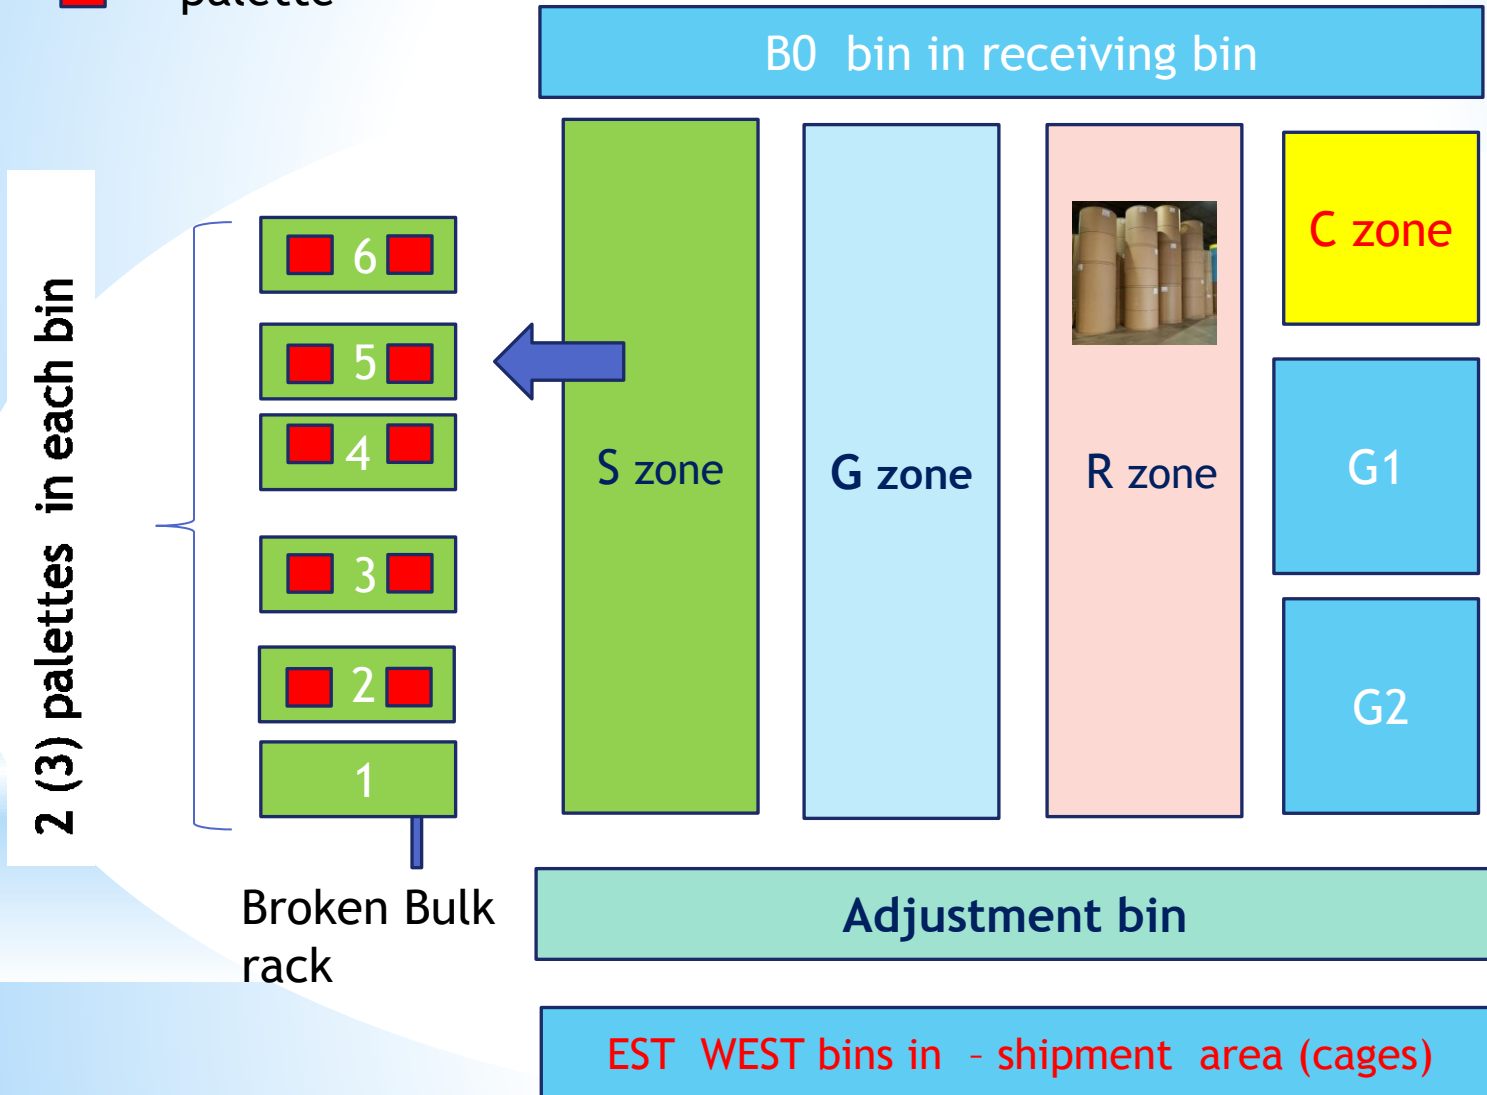 palette
B0 bin in receiving bin
2 (3) palettes in each bin
6
5
4
3
2
1
Broken Bulk
rack
S zone
G zone
R zone
C zone
G1
G2
Adjustment bin
EST WEST bins in – shipment area (cages)